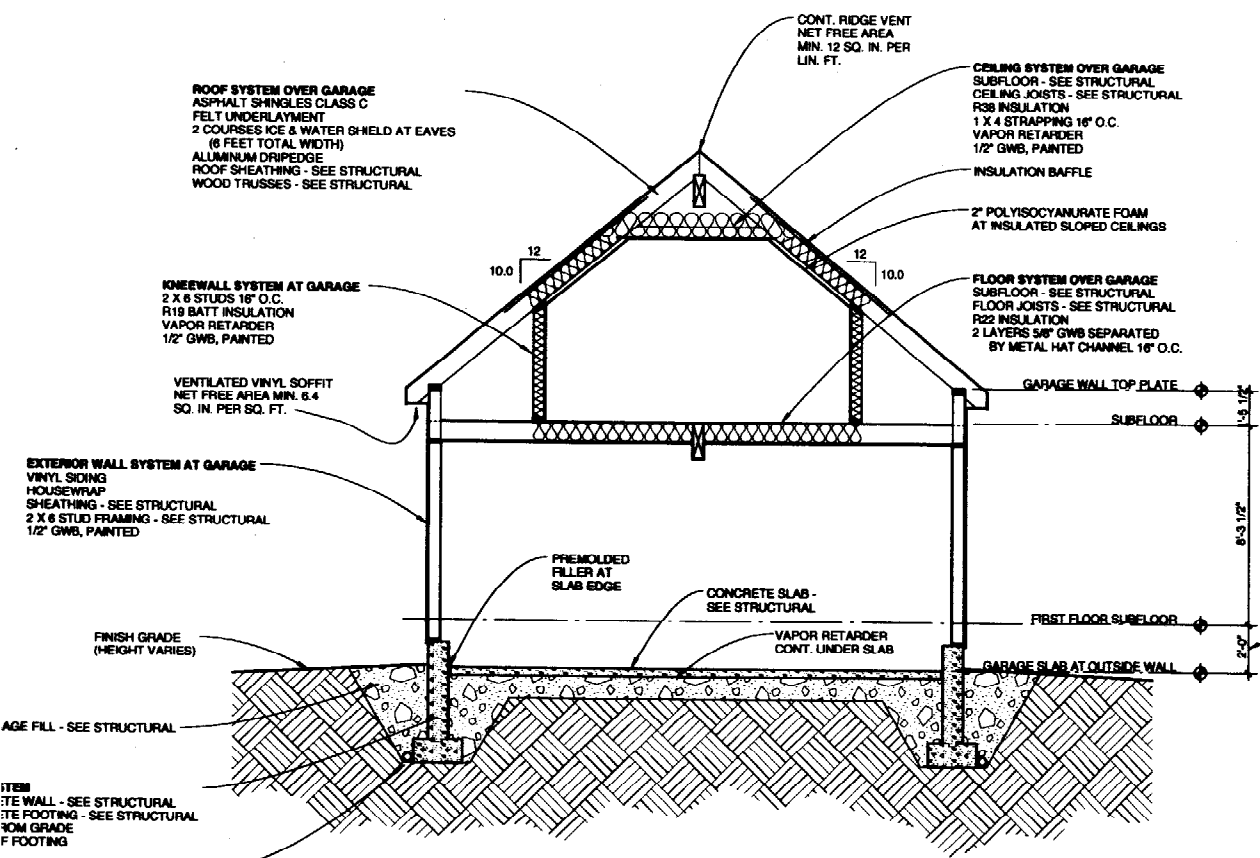 CONT. RIDGE VENT
NET FREE AREA
MIN. 12 SQ. IN. PER
LIN. FT.
ROOF SYSTEM OVER GARAGE
ASPHALT SHINGLES CLASS C
FELT UNDERLAYMENT
2 COURSES ICE & WATER SHIELD AT EAVES
(6 FEET TOTAL WIDTH)
ALUMINUM DRIPEDGE
ROOF SHEATHING - SEE STRUCTURAL
WOOD TRUSSES - SEE STRUCTURAL
CEILING SYSTEM OVER GARAGE
SUBFLOOR - SEE STRUCTURAL
CEILING JOISTS - SEE STRUCTURAL
R38 INSULATION
1 X 4 STRAPPING 16" O.C.
VAPOR RETARDER
1/2" GWB, PAINTED
INSULATION BAFFLE
2" POLYISOCYANURATE FOAM
AT INSULATED SLOPED CEILINGS
12
10.0
12
10.0
KNEEWALL SYSTEM AT GARAGE
2 X 6 STUDS 16" O.C.
R19 BATT INSULATION
VAPOR RETARDER
1/2" GWB, PAINTED
FLOOR SYSTEM OVER GARAGE
SUBFLOOR - SEE STRUCTURAL
FLOOR JOISTS - SEE STRUCTURAL
R22 INSULATION
2 LAYERS 5/8" GWB SEPARATED
BY METAL HAT CHANNEL 16" O.C.
VENTILATED VINYL SOFFIT
NET FREE AREA MIN. 6.4
SQ. IN. PER SQ. FT.
GARAGE WALL TOP PLATE
SUBFLOOR
EXTERIOR WALL SYSTEM AT GARAGE
VINYL SIDING
HOUSEWRAP
SHEATHING - SEE STRUCTURAL
2 X 6 STUD FRAMING - SEE STRUCTURAL
1/2" GWB, PAINTED
8'-3 1/2"
PREMOLDED
FILLER AT
SLAB EDGE
CONCRETE SLAB -
SEE STRUCTURAL
FIRST FLOOR SUBFLOOR
2'-0"
FINISH GRADE
(HEIGHT VARIES)
VAPOR RETARDER
CONT. UNDER SLAB
GARAGE SLAB AT OUTSIDE WALL
AGE FILL - SEE STRUCTURAL
STEM
TE WALL - SEE STRUCTURAL
TE FOOTING - SEE STRUCTURAL
ROM GRADE
F FOOTING